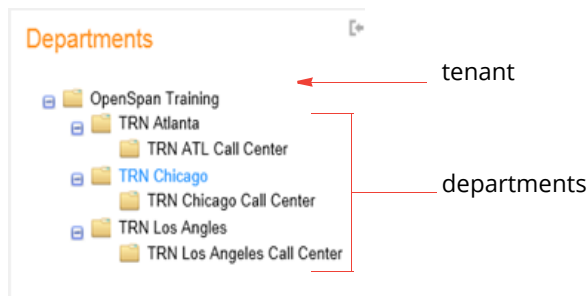 Departments
tenant
OpenSpan Training
TRN Atlanta
TRN ATL Call Center
TRN Chicago
departments
TRN Chicago Call Center
TRN Los Angles
TRN Los Angeles Call Center